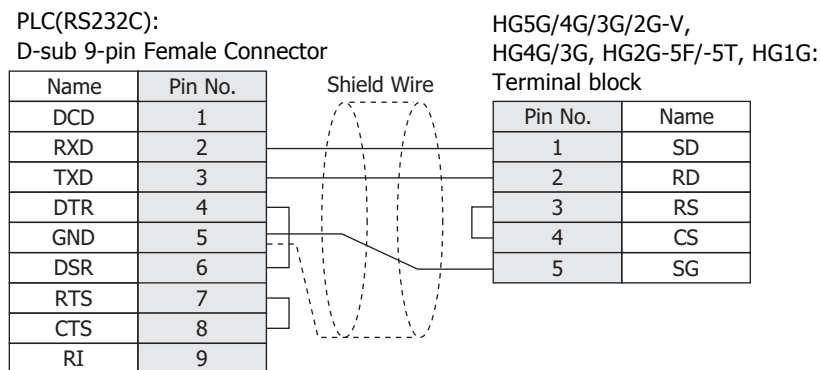 PLC(RS232C):
D-sub 9-pin Female Connector
HG5G/4G/3G/2G-V,
HG4G/3G, HG2G-5F/-5T, HG1G:
Terminal block
Shield Wire
Name Pin No.
DCD 1
RXD 2
TXD 3
DTR 4
GND 5
DSR 6
RTS 7
CTS 8
RI 9
Pin No. Name
1 SD
2 RD
3 RS
4 CS
5 SG